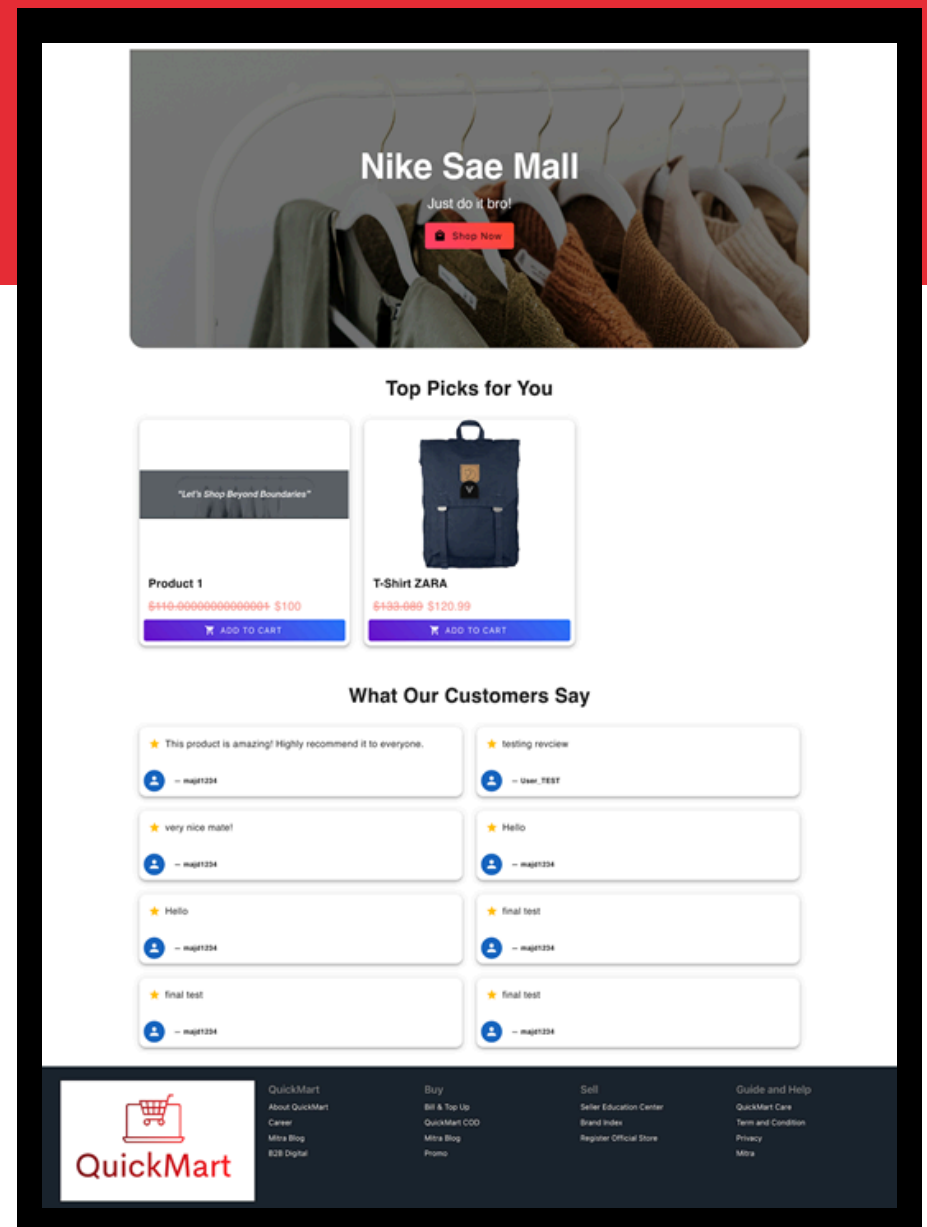 Nike Sae Mall
Just do it bro!
Shop Now
Top Picks for You
"Let's Shop Beyond Boundaries"
Product 1
$110.00000000000001 $100
ADD TO CART
T-Shirt ZARA
$133.089 $120.99
ADD TO CART
What Our Customers Say
This product is amazing! Highly recommend it to everyone.
— majd1234
testing revciew
— User_TEST
very nice mate!
— majd1234
Hello
— majd1234
Hello
— majd1234
final test
— majd1234
final test
— majd1234
final test
— majd1234
QuickMart
QuickMart
About QuickMart
Career
Mitra Blog
B2B Digital
Buy
Bill & Top Up
QuickMart COD
Mitra Blog
Promo
Sell
Seller Education Center
Brand Index
Register Official Store
Guide and Help
QuickMart Care
Term and Condition
Privacy
Mitra